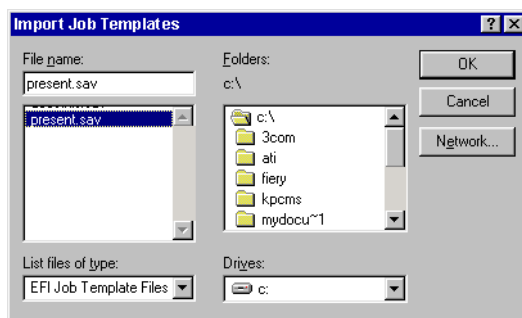 Import Job Templates
File name:
present.sav
present.sav
List files of type:
EFI Job Template Files
Folders:
c:\
c:\
3com
ati
fiery
kpcms
mydocu~1
Drives:
c:
OK
Cancel
Network...